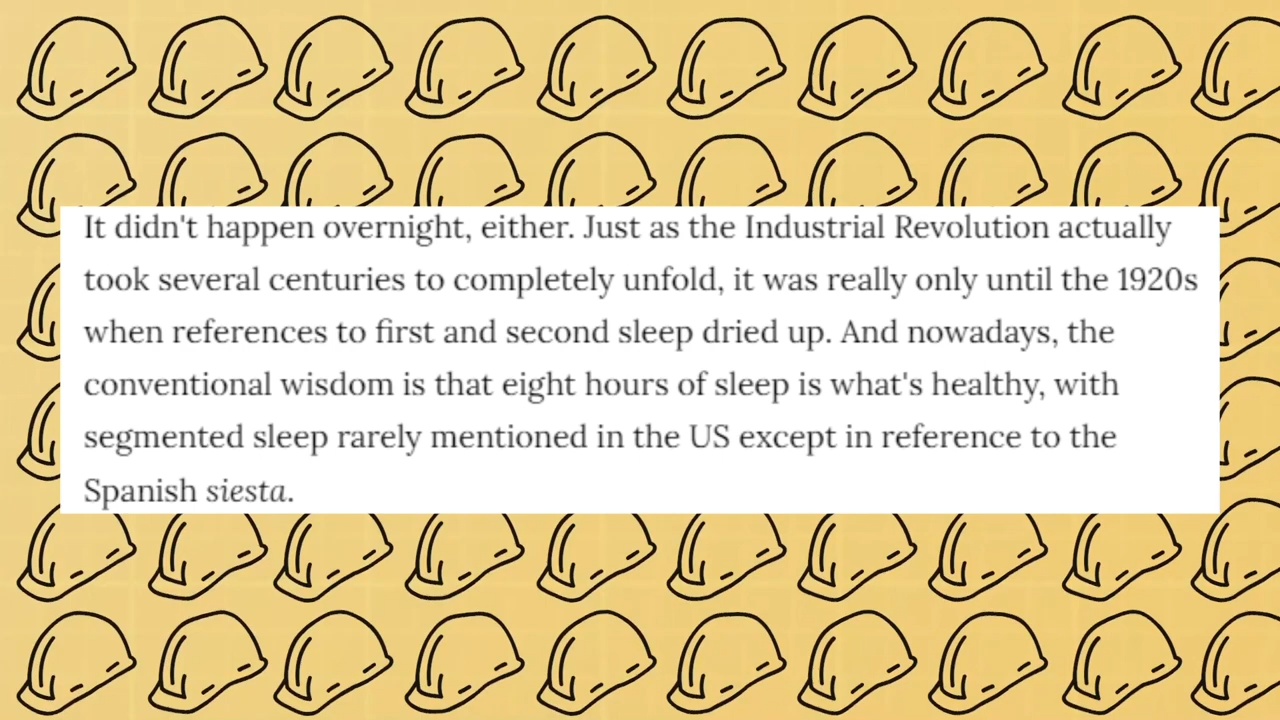 It didn't happen overnight, either. Just as the Industrial Revolution actually
took several centuries to completely unfold, it was really only until the 1920s
when references to first and second sleep dried up. And nowadays, the
conventional wisdom is that eight hours of sleep is what's healthy, with
segmented sleep rarely mentioned in the US except in reference to the
Spanish siesta.